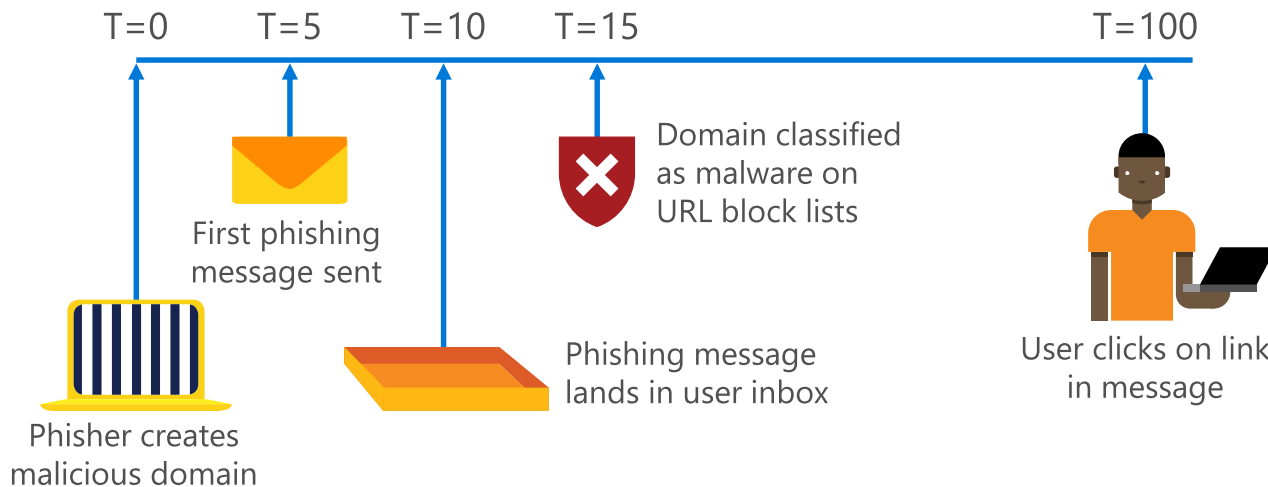 T=0
T=5
T=10
T=15
T=100
Domain classified
as malware on
URL block lists
First phishing
message sent
Phishing message
lands in user inbox
User clicks on link
in message
Phisher creates
malicious domain